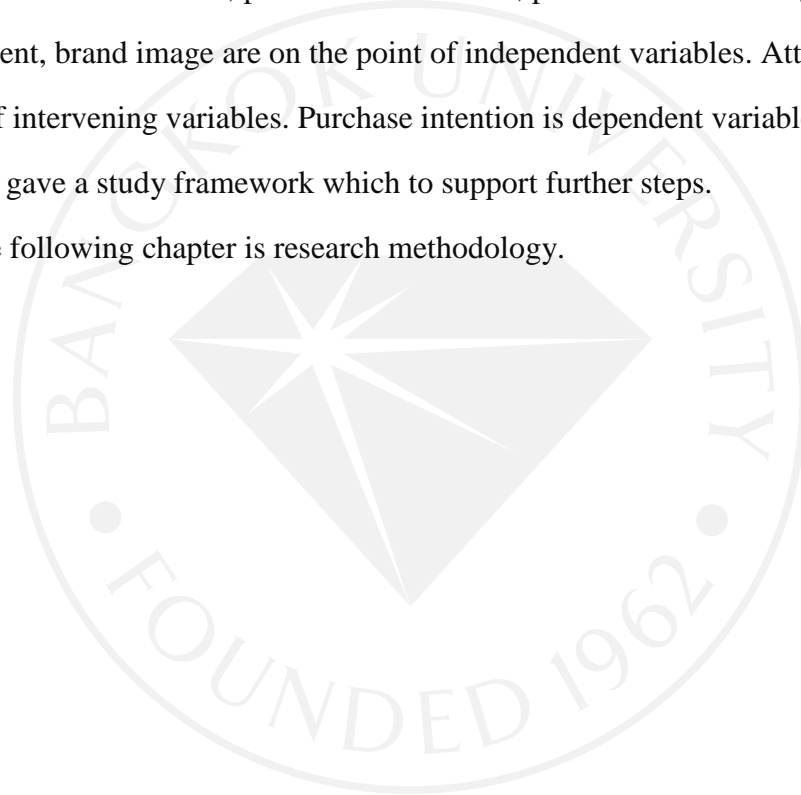 ent, brand image are on the point of independent variables. Att
f intervening variables. Purchase intention is dependent variabl
gave a study framework which to support further steps.
e following chapter is research methodology.
BANGKOK UNIVERSITY
• FOUNDED 1962 •